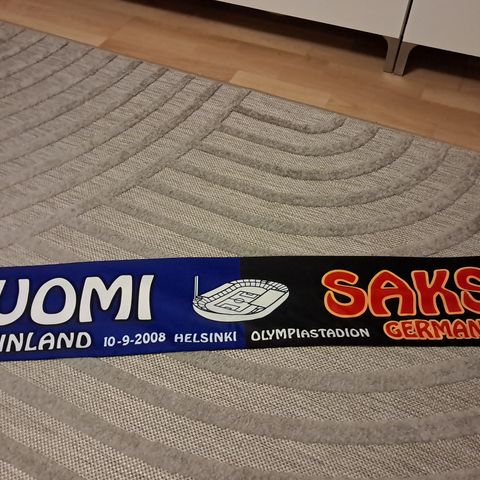 UOMI
INLAND 10-9-2008 HELSINKI OLYMPIASTADION
SAKS
GERMAN